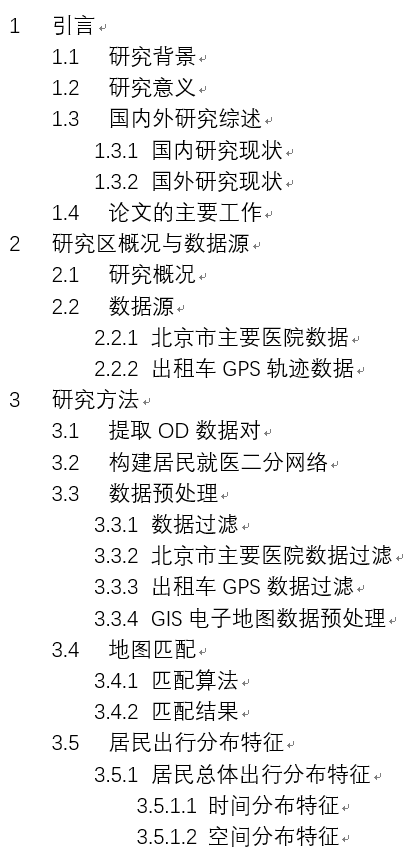 1 引言
1.1 研究背景
1.2 研究意义
1.3 国内外研究综述
1.3.1 国内研究现状
1.3.2 国外研究现状
1.4 论文的主要工作
2 研究区概况与数据源
2.1 研究概况
2.2 数据源
2.2.1 北京市主要医院数据
2.2.2 出租车 GPS 轨迹数据
3 研究方法
3.1 提取 OD 数据对
3.2 构建居民就医二分网络
3.3 数据预处理
3.3.1 数据过滤
3.3.2 北京市主要医院数据过滤
3.3.3 出租车 GPS 数据过滤
3.3.4 GIS 电子地图数据预处理
3.4 地图匹配
3.4.1 匹配算法
3.4.2 匹配结果
3.5 居民出行分布特征
3.5.1 居民总体出行分布特征
3.5.1.1 时间分布特征
3.5.1.2 空间分布特征